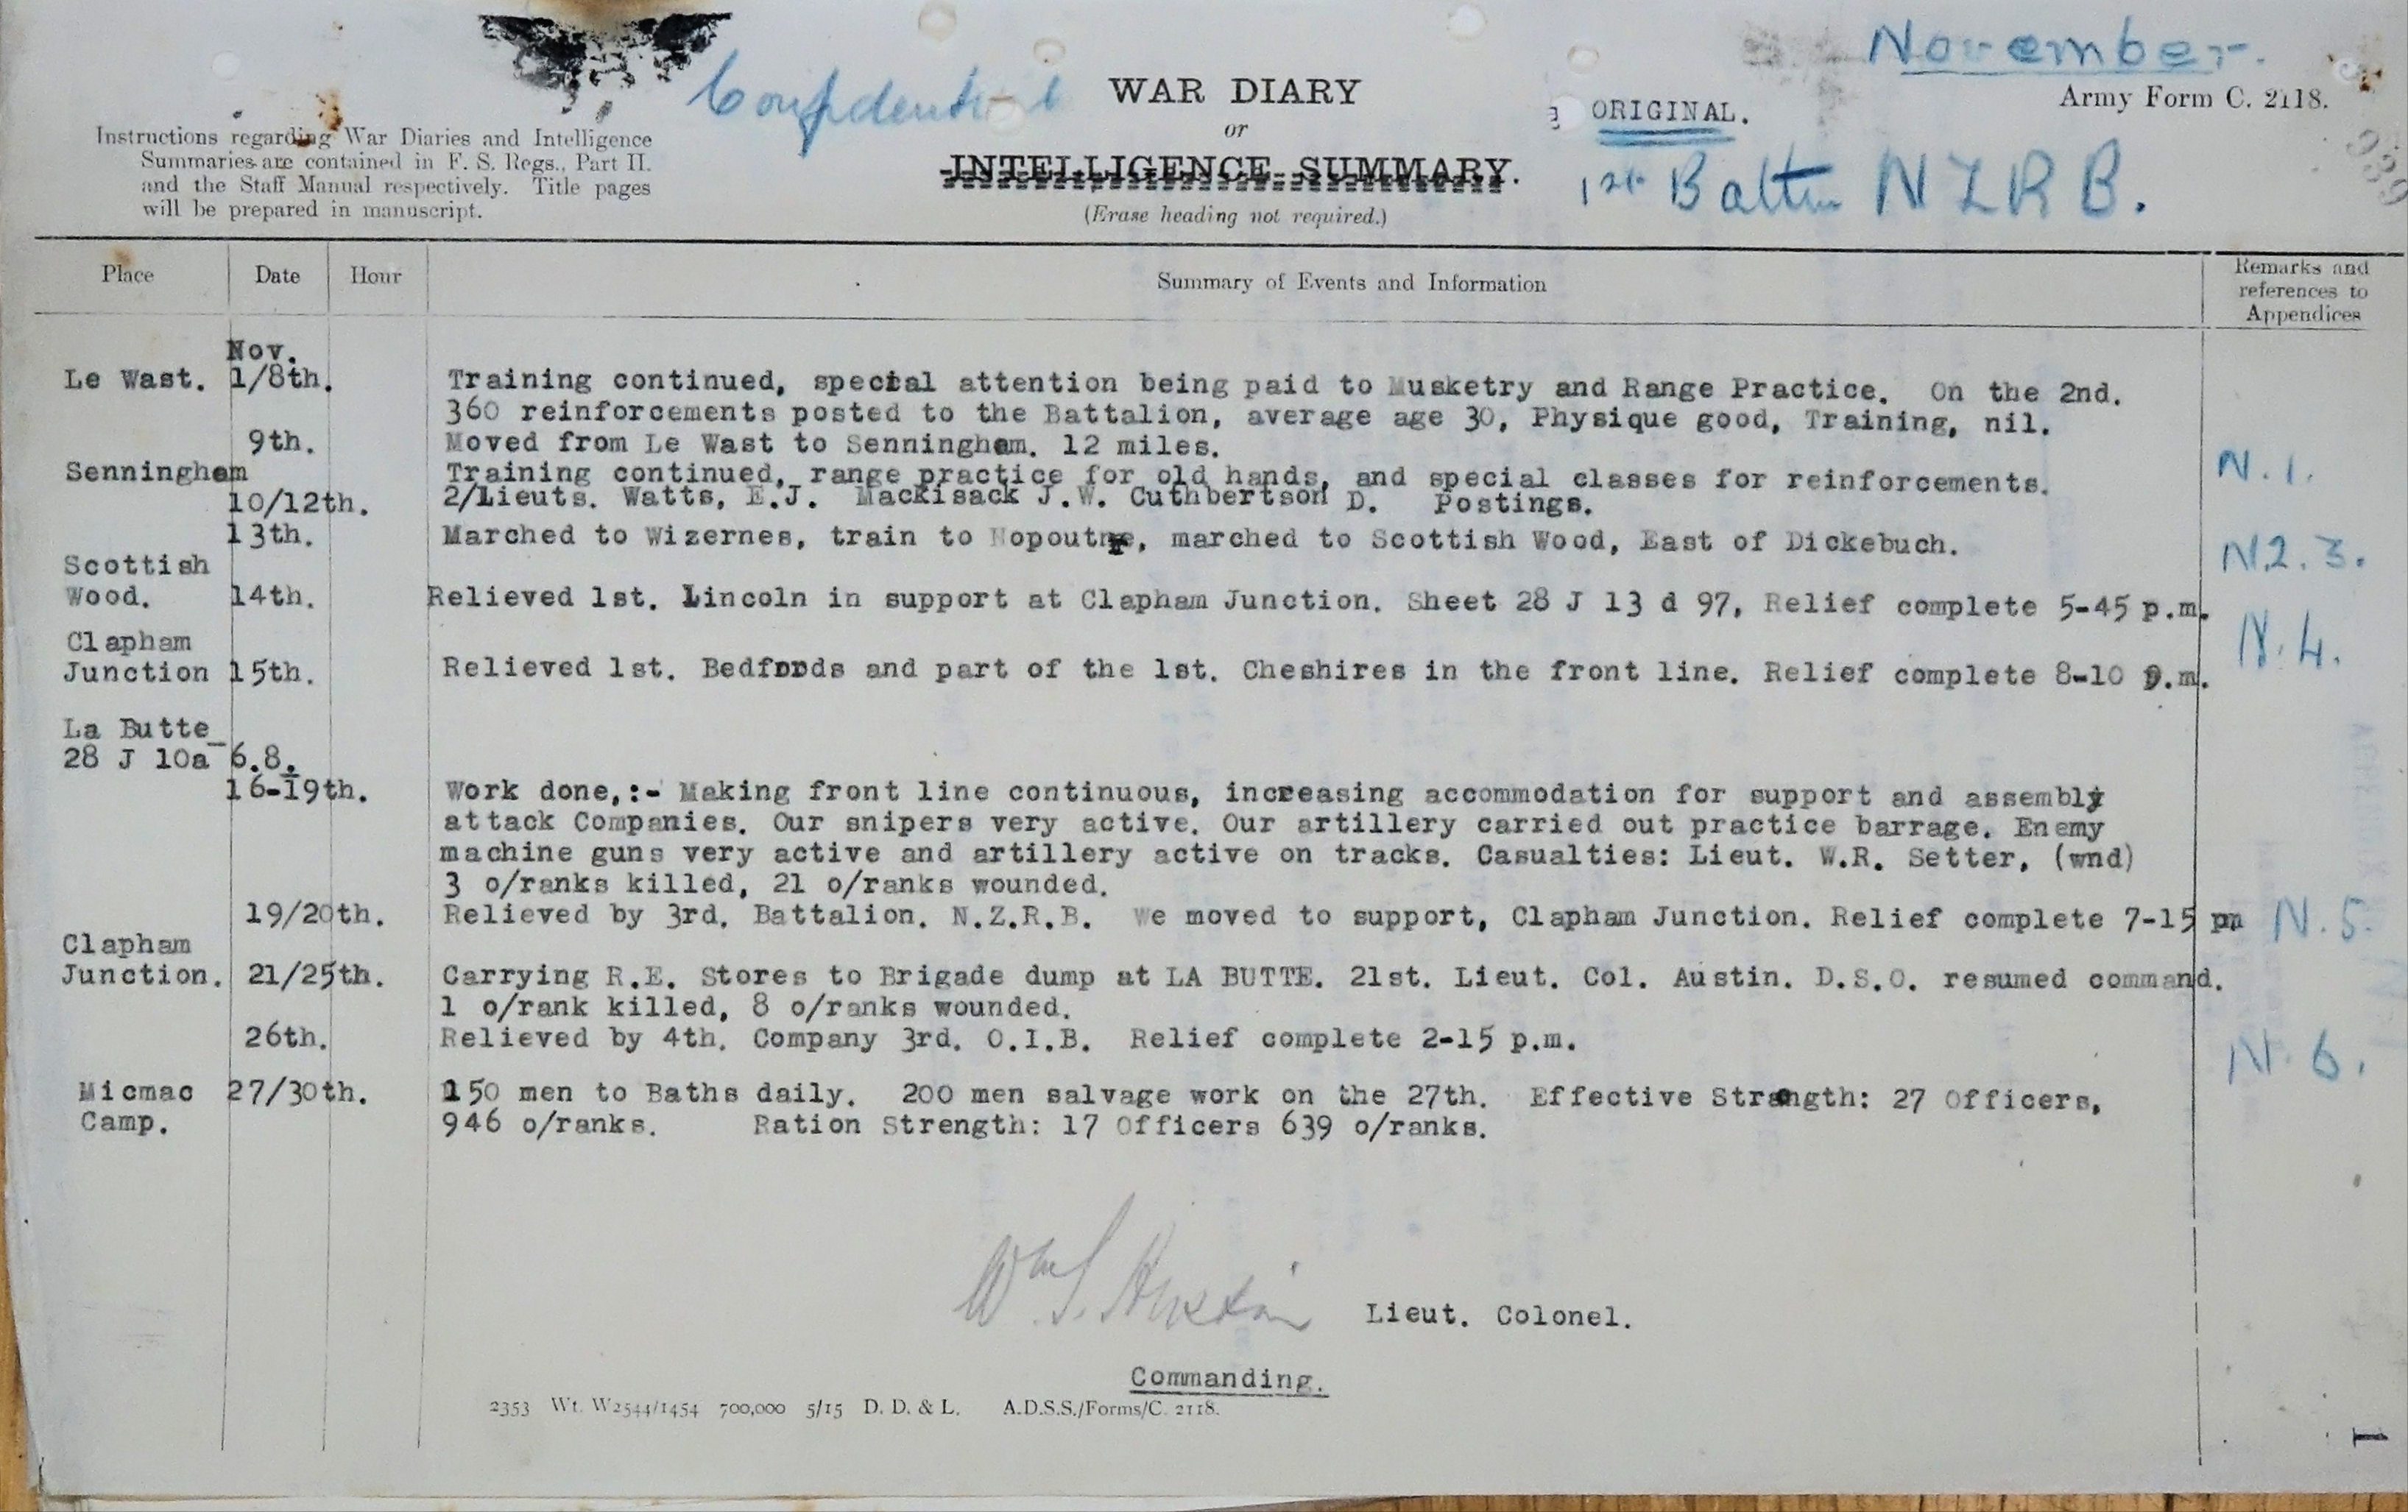 November.
Confidential
WAR DIARY
ORIGINAL.
Army Form C. 2118.
or
Instructions regarding War Diaries and Intelligence
Summaries are contained in F. S. Regs., Part II.
and the Staff Manual respectively. Title pages
will be prepared in manuscript.
INTELLIGENCE SUMMARY.
1st Battn N Z R B.
(Erase heading not required.)
Place Date Hour Summary of Events and Information Remarks and
references to
Appendices
Nov.
Le Wast. 1/8th. Training continued, special attention being paid to Musketry and Range Practice. On the 2nd.
360 reinforcements posted to the Battalion, average age 30, Physique good, Training, nil.
9th. Moved from Le Wast to Senningham. 12 miles.
Senningham Training continued, range practice for old hands, and special classes for reinforcements. N.1.
10/12th. 2/Lieuts. Watts, E.J. MacKisack J.W. Cuthbertson D. Postings.
13th. Marched to Wizernes, train to Hopoutre, marched to Scottish Wood, East of Dickebuch. N.2.3.
Scottish
Wood. 14th. Relieved 1st. Lincoln in support at Clapham Junction. Sheet 28 J 13 d 97, Relief complete 5-45 p.m.
Clapham N.4.
Junction 15th. Relieved 1st. Bedfords and part of the 1st. Cheshires in the front line. Relief complete 8-10 p.m.
La Butte
28 J 10a 6.8.
16-19th. Work done,:- Making front line continuous, increasing accommodation for support and assembly
attack Companies. Our snipers very active. Our artillery carried out practice barrage. Enemy
machine guns very active and artillery active on tracks. Casualties: Lieut. W.R. Setter, (wnd)
3 o/ranks killed, 21 o/ranks wounded.
19/20th. Relieved by 3rd. Battalion. N.Z.R.B. We moved to support, Clapham Junction. Relief complete 7-15 pm N.5.
Clapham
Junction. 21/25th. Carrying R.E. Stores to Brigade dump at LA BUTTE. 21st. Lieut. Col. Austin. D.S.O. resumed command.
1 o/rank killed, 8 o/ranks wounded.
26th. Relieved by 4th. Company 3rd. O.I.B. Relief complete 2-15 p.m. N.6.
Micmac 27/30th. 150 men to Baths daily. 200 men salvage work on the 27th. Effective Strength: 27 Officers,
Camp. 946 o/ranks. Ration Strength: 17 Officers 639 o/ranks.
Wm S. Austin Lieut. Colonel.
Commanding.
2353 Wt. W2544/1454 700,000 5/15 D. D. & L. A.D.S.S./Forms/C. 2118.